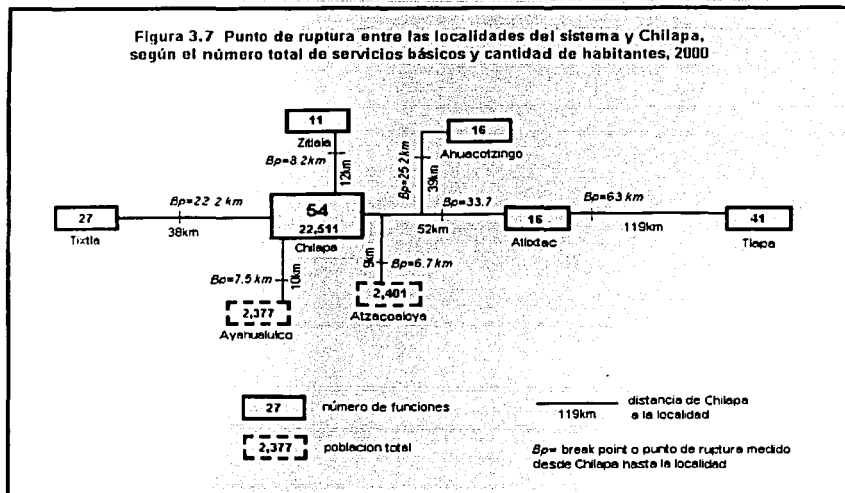 Figura 3.7 Punto de ruptura entre las localidades del sistema y Chilapa,
según el número total de servicios básicos y cantidad de habitantes, 2000
11
Zitlala
Bp=8.2 km
12km
16
Ahuacotzingo
Bp=25.2 km
39km
27
Tixtla
Bp=22.2 km
38km
54
22,511
Chilapa
Bp=33.7
52km
16
Atlixtac
Bp=63 km
119km
41
Tlapa
Bp=7.5 km
10km
2,377
Ayahualulco
9km
Bp=6.7 km
2,401
Atzacoaloya
27 número de funciones
2,377 poblacion total
119km
distancia de Chilapa
a la localidad
Bp= break point o punto de ruptura medido
desde Chilapa hasta la localidad